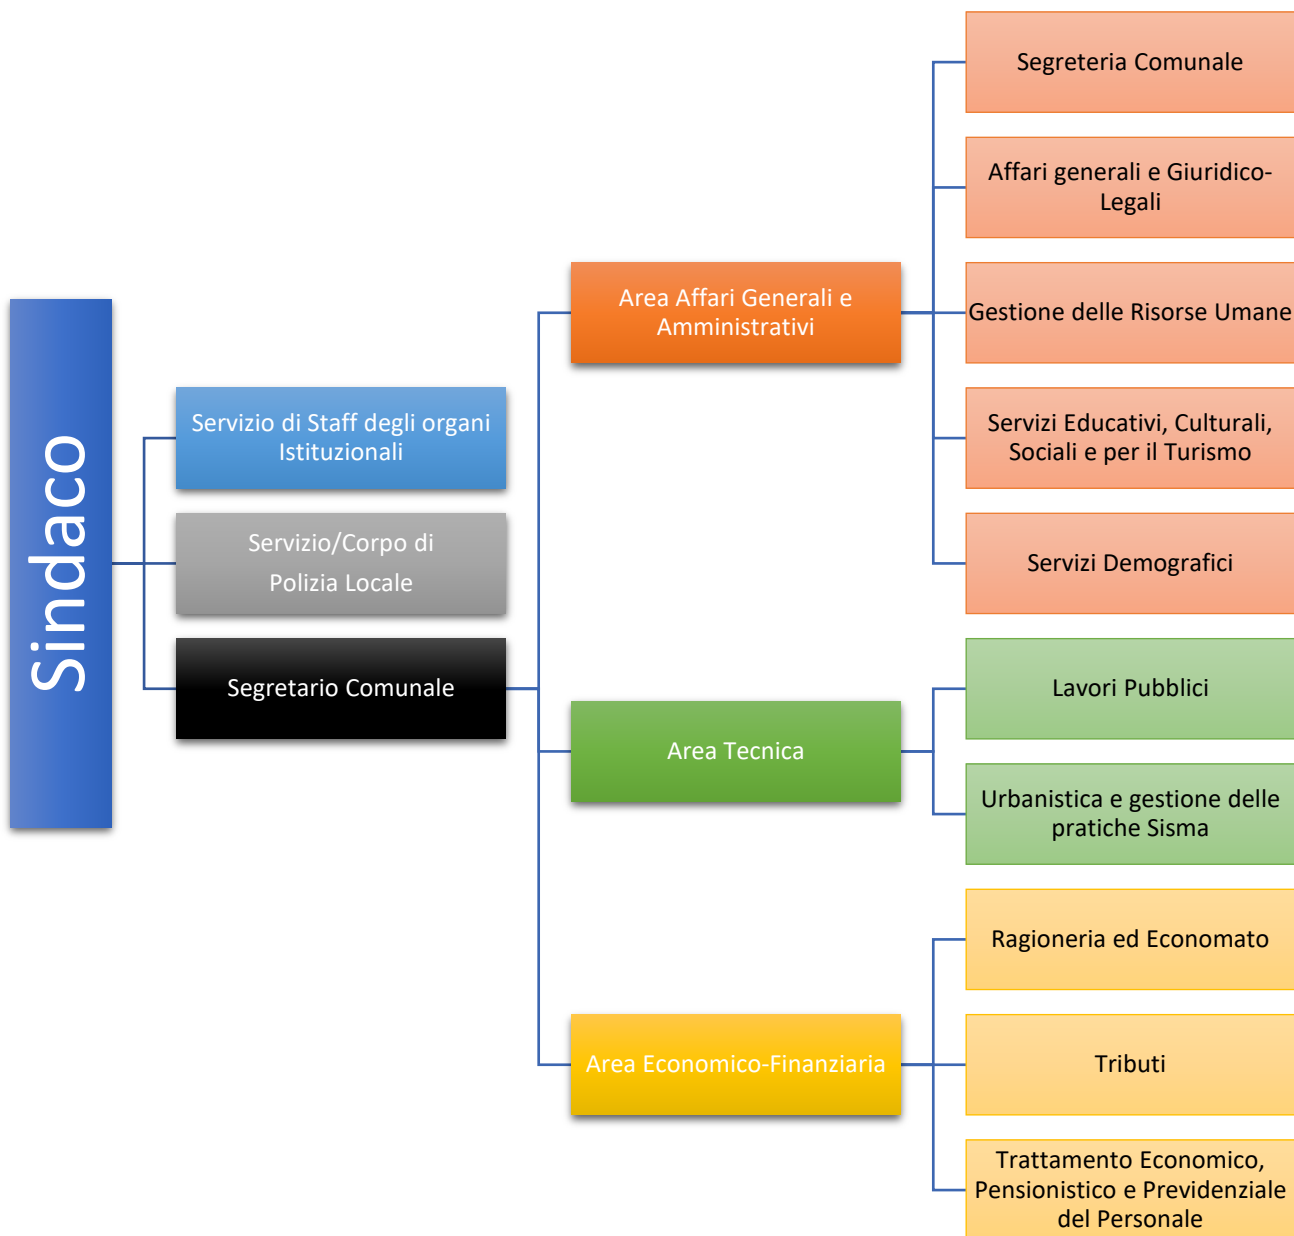 Sindaco
Servizio di Staff degli organi
Istituzionali
Servizio/Corpo di
Polizia Locale
Segretario Comunale
Area Affari Generali e
Amministrativi
Segreteria Comunale
Affari generali e Giuridico-
Legali
Gestione delle Risorse Umane
Servizi Educativi, Culturali,
Sociali e per il Turismo
Servizi Demografici
Area Tecnica
Lavori Pubblici
Urbanistica e gestione delle
pratiche Sisma
Area Economico-Finanziaria
Ragioneria ed Economato
Tributi
Trattamento Economico,
Pensionistico e Previdenziale
del Personale